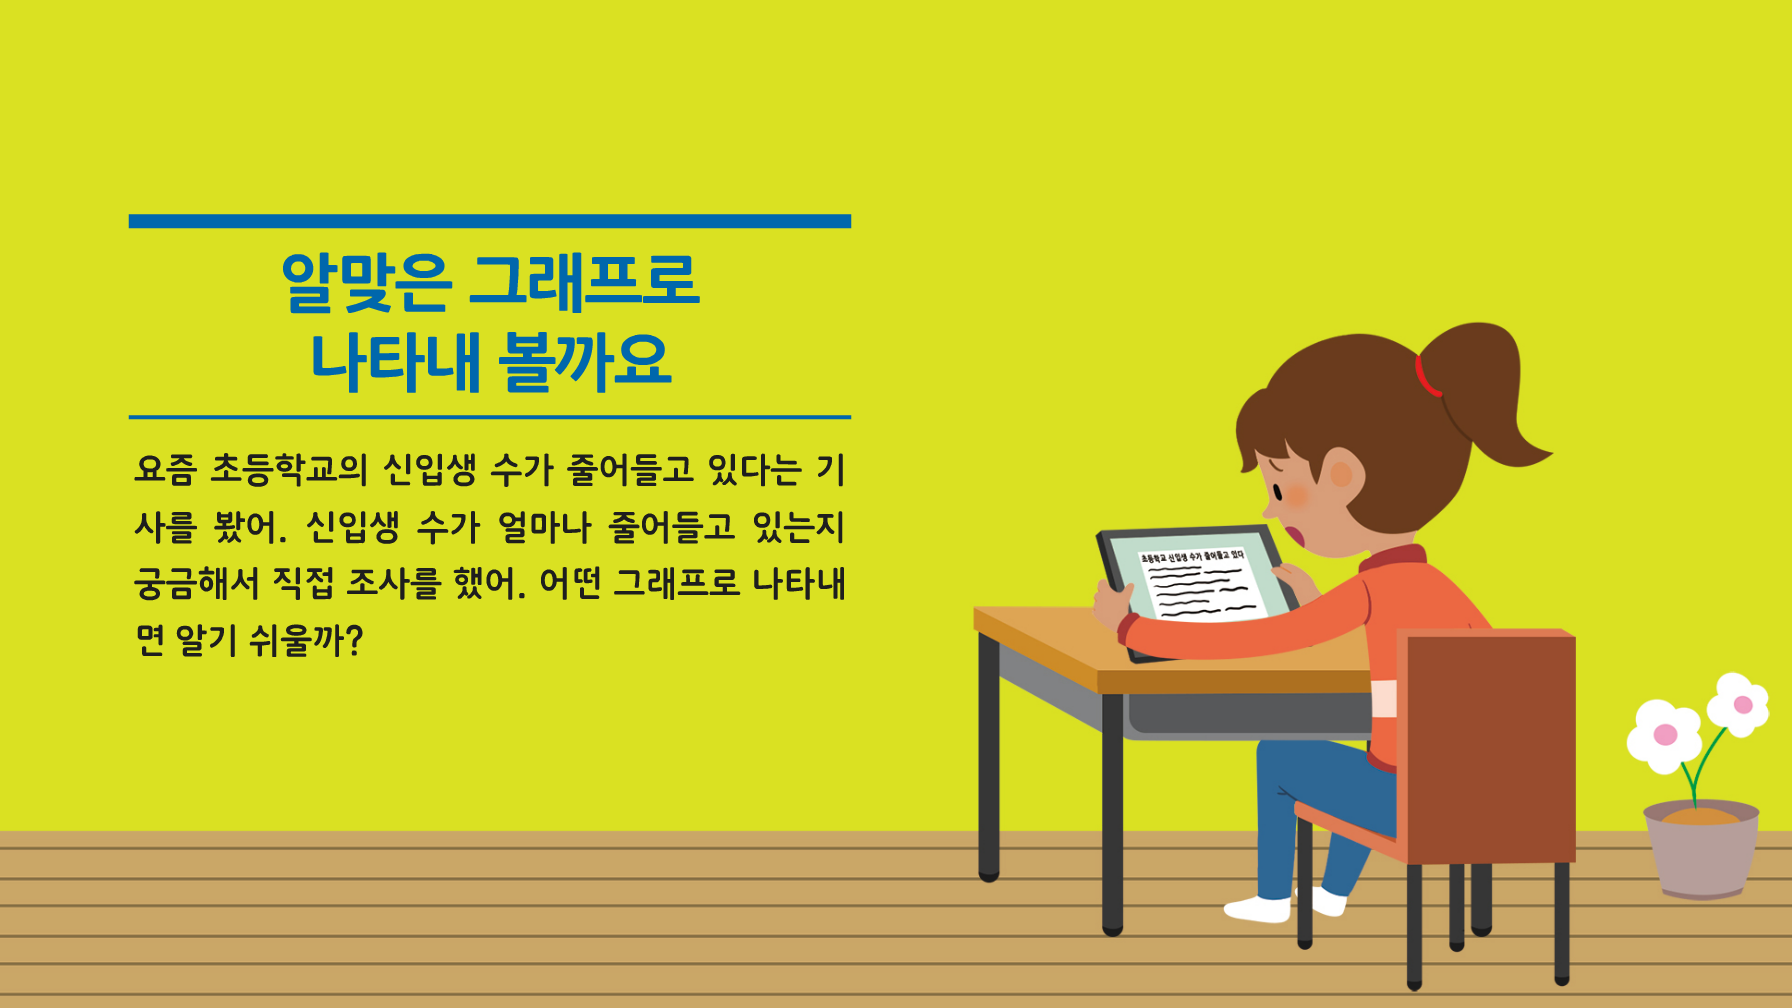 알맞은 그래프로
나타내 볼까요
요즘 초등학교의 신입생 수가 줄어들고 있다는 기
사를 봤어. 신입생 수가 얼마나 줄어들고 있는지
궁금해서 직접 조사를 했어. 어떤 그래프로 나타내
면 알기 쉬울까?
초등학교 신입생 수가 줄어들고 있다